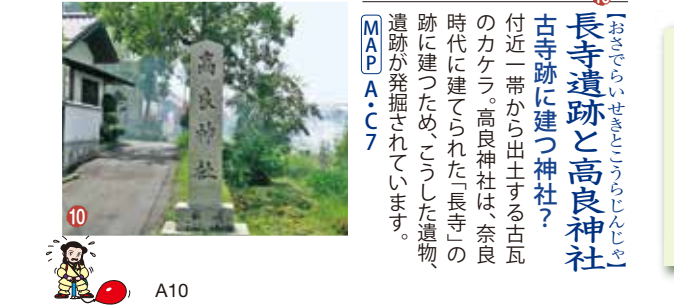 【おさでらいせきとこうらじんじゃ】
長寺遺跡と高良神社
古寺跡に建つ神社？
付近一帯から出土する古瓦
のカケラ。高良神社は、奈良
時代に建てられた「長寺」の
跡に建つため、こうした遺物、
遺跡が発掘されています。
MAP A・C7
高良神社
10
A10